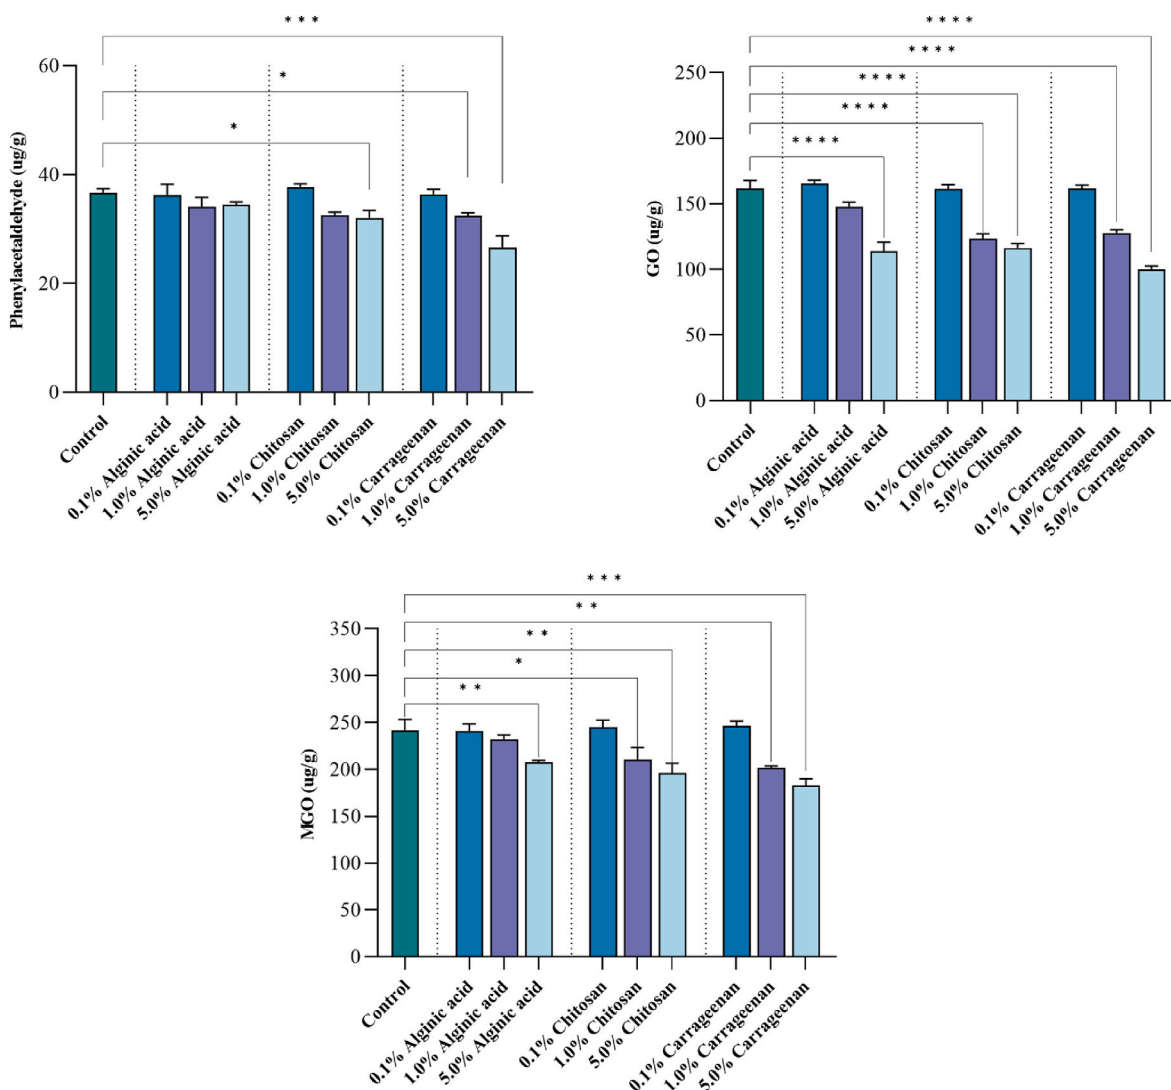 * * *
*
*
Phenylacetaldehyde (ug/g)
60
40
20
0
Control
0.1% Alginic acid
1.0% Alginic acid
5.0% Alginic acid
0.1% Chitosan
1.0% Chitosan
5.0% Chitosan
0.1% Carrageenan
1.0% Carrageenan
5.0% Carrageenan
* * * *
* * * *
* * * *
* * * *
* * * *
GO (ug/g)
250
200
150
100
50
0
Control
0.1% Alginic acid
1.0% Alginic acid
5.0% Alginic acid
0.1% Chitosan
1.0% Chitosan
5.0% Chitosan
0.1% Carrageenan
1.0% Carrageenan
5.0% Carrageenan
* * *
* *
* *
*
* *
MGO (ug/g)
350
300
250
200
150
100
50
0
Control
0.1% Alginic acid
1.0% Alginic acid
5.0% Alginic acid
0.1% Chitosan
1.0% Chitosan
5.0% Chitosan
0.1% Carrageenan
1.0% Carrageenan
5.0% Carrageenan